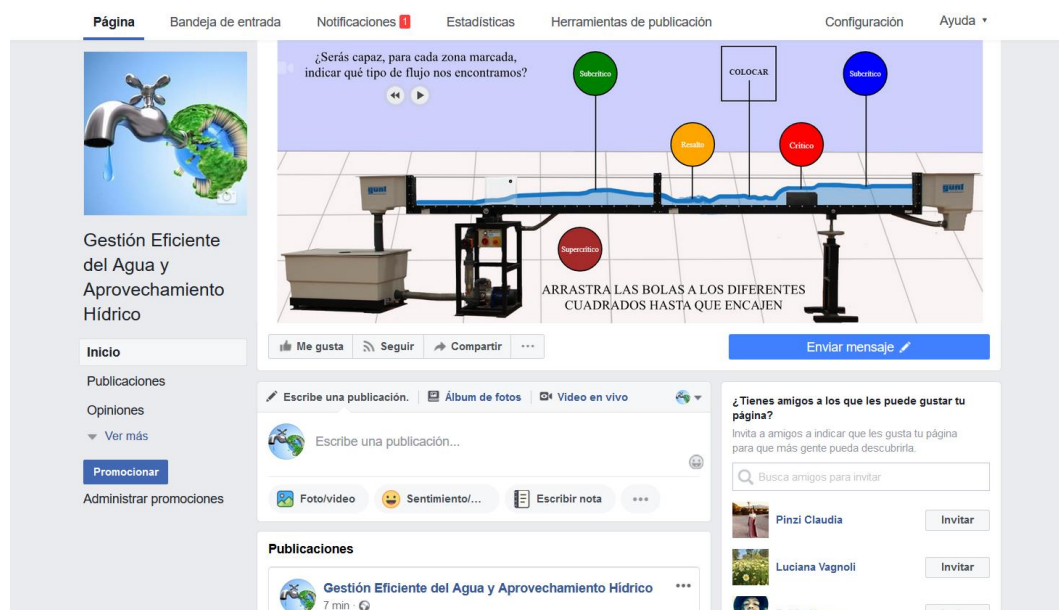 Página Bandeja de entrada Notificaciones 1 Estadísticas Herramientas de publicación Configuración Ayuda
¿Serás capaz, para cada zona marcada,
indicar qué tipo de flujo nos encontramos?
Subcrítico
COLOCAR
Subcrítico
Resalto
Crítico
gunt
gunt
Supercrítico
ARRASTRA LAS BOLAS A LOS DIFERENTES
CUADRADOS HASTA QUE ENCAJEN
Gestión Eficiente
del Agua y
Aprovechamiento
Hídrico
Inicio
Publicaciones
Opiniones
Ver más
Promocionar
Administrar promociones
Me gusta Seguir Compartir ...
Enviar mensaje
Escribe una publicación. Álbum de fotos Video en vivo
Escribe una publicación...
Foto/video Sentimiento/... Escribir nota ...
Publicaciones
Gestión Eficiente del Agua y Aprovechamiento Hídrico ...
7 min ·
¿Tienes amigos a los que les puede gustar tu
página?
Invita a amigos a indicar que les gusta tu página
para que más gente pueda descubrirla.
Busca amigos para invitar
Pinzi Claudia Invitar
Luciana Vagnoli Invitar